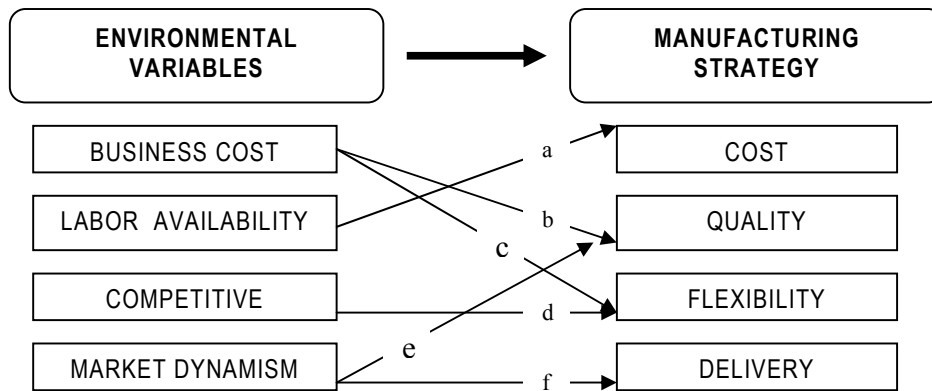 ENVIRONMENTAL
VARIABLES
MANUFACTURING
STRATEGY
BUSINESS COST
a
COST
LABOR AVAILABILITY
b
QUALITY
c
COMPETITIVE
d
FLEXIBILITY
e
MARKET DYNAMISM
f
DELIVERY